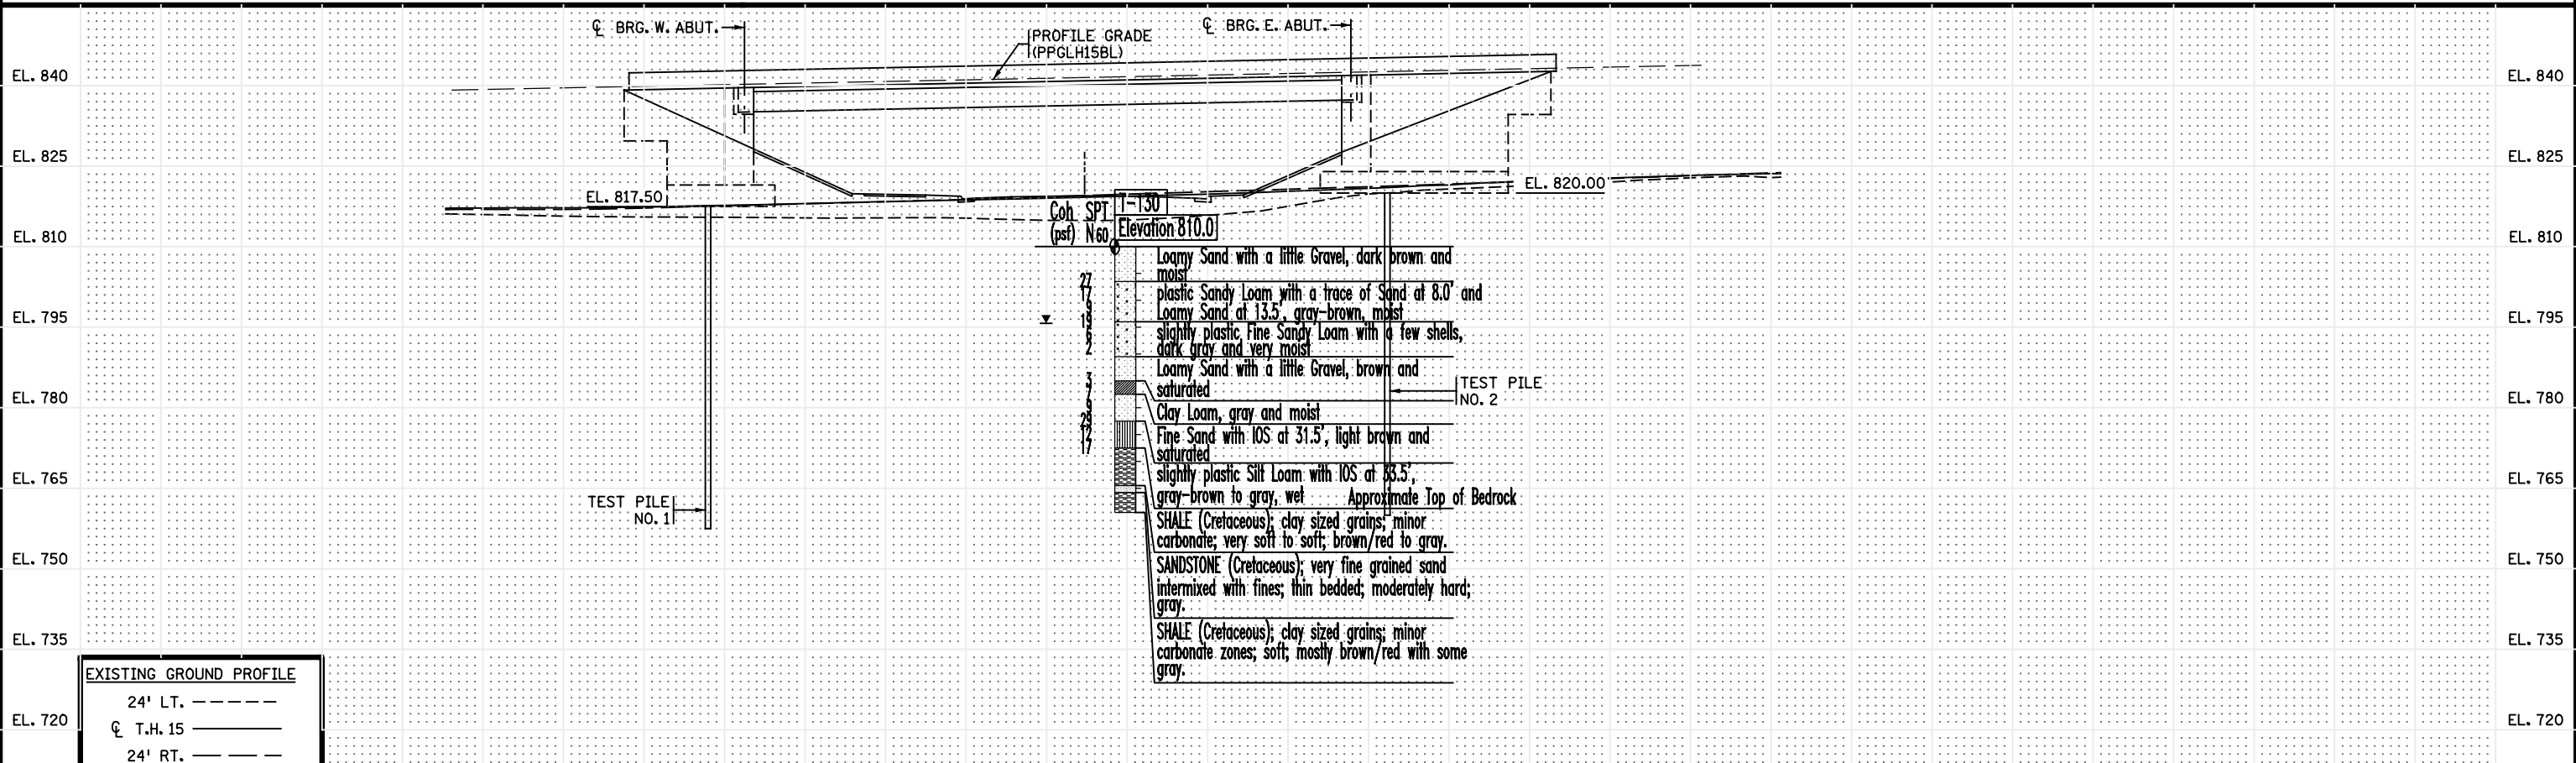 ℄ BRG. W. ABUT.
℄ BRG. E. ABUT.
PROFILE GRADE
(PPGLH15BL)
EL. 840
EL. 840
EL. 825
EL. 825
EL. 817.50
EL. 820.00
Coh SPT
(psf) N60
T-130
Elevation 810.0
EL. 810
EL. 810
Loamy Sand with a little Gravel, dark brown and
moist
27
17
plastic Sandy Loam with a trace of Sand at 8.0' and
Loamy Sand at 13.5', gray-brown, moist
EL. 795
EL. 795
slightly plastic Fine Sandy Loam with a few shells,
dark gray and very moist
2
Loamy Sand with a little Gravel, brown and
saturated
3
TEST PILE
NO. 2
EL. 780
EL. 780
Clay Loam, gray and moist
Fine Sand with IOS at 31.5', light brown and
saturated
12
17
slightly plastic Silt Loam with IOS at 33.5',
gray-brown to gray, wet
Approximate Top of Bedrock
EL. 765
EL. 765
TEST PILE
NO. 1
SHALE (Cretaceous); clay sized grains; minor
carbonate; very soft to soft; brown/red to gray.
EL. 750
EL. 750
SANDSTONE (Cretaceous); very fine grained sand
intermixed with fines; thin bedded; moderately hard;
gray.
EL. 735
EL. 735
SHALE (Cretaceous); clay sized grains; minor
carbonate zones; soft; mostly brown/red with some
gray.
EL. 720
EL. 720
EXISTING GROUND PROFILE
24' LT.
℄ T.H. 15
24' RT.